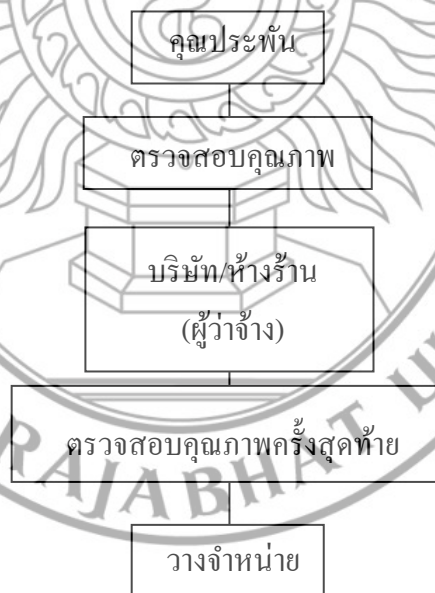 คุณประพัน
ตรวจสอบคุณภาพ
บริษัท/ห้างร้าน
(ผู้ว่าจ้าง)
ตรวจสอบคุณภาพครั้งสุดท้าย
วางจำหน่าย
RAJABHAT U